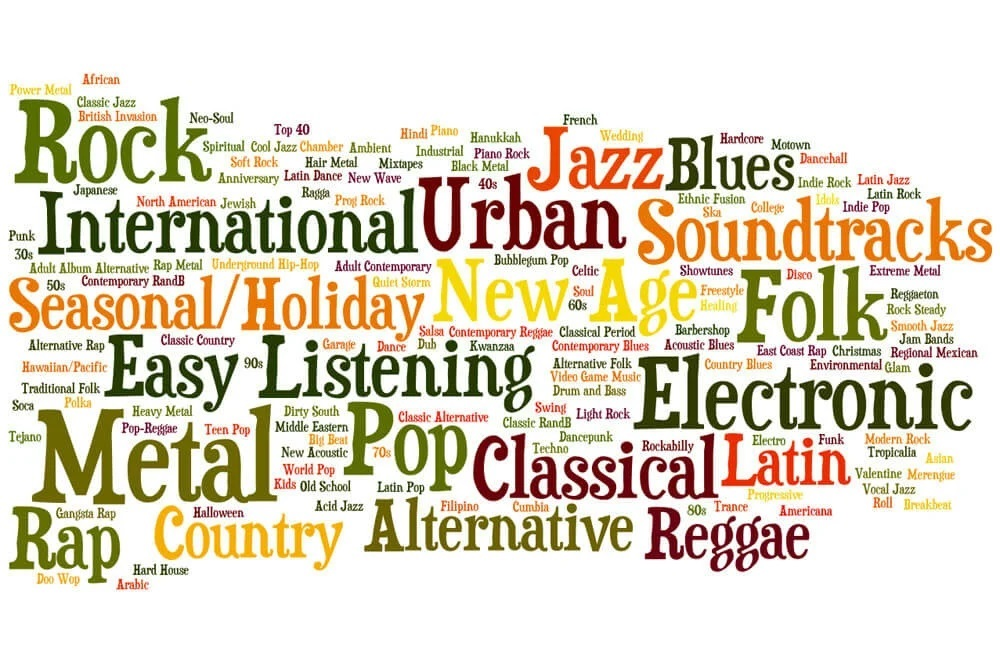 African
Power Metal
Classic Jazz
British Invasion
Rock
Neo-Soul
Top 40
French
Spiritual
Cool Jazz
Chamber
Ambient
Hindi
Piano
Hanukkah
Industrial
Piano Rock
Jazz
Wedding
Hardcore
Motown
Blues
Dancehall
Soft Rock
Hair Metal
Mixtapes
Black Metal
Anniversary
Latin Dance
New Wave
40s
Indie Rock
Latin Jazz
Japanese
Ragga
Latin Rock
North American
Jewish
Prog Rock
Urban
Ethnic Fusion
Idols
Ska
College
Indie Pop
International
Soundtracks
Punk
30s
Adult Album Alternative
Rap Metal
Underground Hip-Hop
Adult Contemporary
Bubblegum Pop
Celtic
Showtunes
Disco
Extreme Metal
50s
Contemporary RandB
Quiet Storm
New Age
Soul
60s
Freestyle
Healing
Folk
Reggaeton
Rock Steady
Seasonal/Holiday
Smooth Jazz
Salsa
Contemporary Reggae
Classical Period
Barbershop
Jam Bands
Alternative Rap
Classic Country
Garage
Dance
Dub
Kwanzaa
Contemporary Blues
Acoustic Blues
East Coast Rap
Christmas
Regional Mexican
Hawaiian/Pacific
Easy Listening
90s
Alternative Folk
Country Blues
Environmental
Glam
Video Game Music
Traditional Folk
Drum and Bass
Electronic
Soca
Polka
Heavy Metal
Dirty South
Pop
Classic Alternative
Swing
Light Rock
Classic RandB
Tejano
Metal
Pop-Reggae
Teen Pop
Middle Eastern
Big Beat
Dancepunk
Techno
Rockabilly
Electro
Funk
Modern Rock
New Acoustic
70s
Classical
Latin
Tropicalia
Asian
World Pop
Kids
Old School
Latin Pop
Valentine
Merengue
Vocal Jazz
Progressive
Roll
Breakbeat
Gangsta Rap
Halloween
Acid Jazz
Filipino
Cumbia
80s
Trance
Americana
Rap
Country
Alternative
Reggae
Hard House
Doo Wop
Arabic